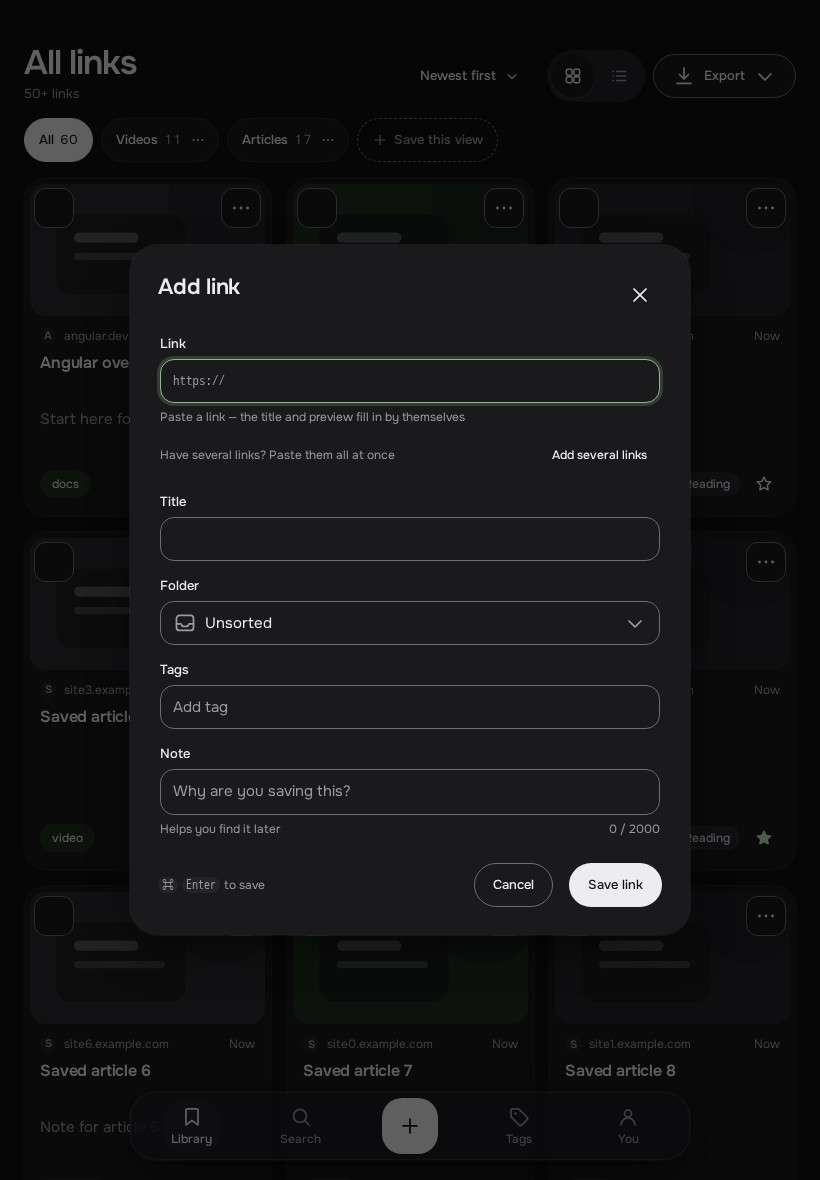 All links
50+ links
Newest first
Export
All 60
Videos 11
Articles 17
Save this view
A angular.dev
Now
Angular ove
Start here fo
docs
Reading
Add link
Link
https://
Paste a link — the title and preview fill in by themselves
Have several links? Paste them all at once
Add several links
Title
Folder
Unsorted
Tags
Add tag
Note
Why are you saving this?
Helps you find it later
0 / 2000
⌘ Enter to save
Cancel
Save link
S site3.examp
Now
Saved article
video
Reading
S site6.example.com
Now
S site0.example.com
Now
S site1.example.com
Now
Saved article 6
Saved article 7
Saved article 8
Note for article 6
Library
Search
Tags
You